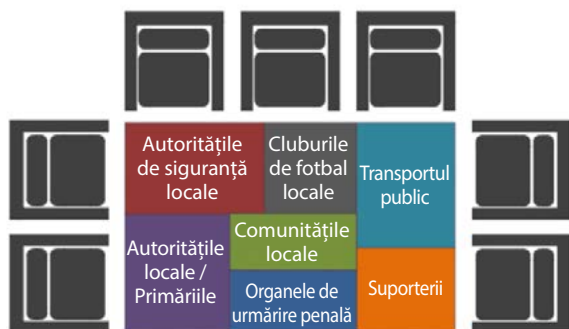 Autoritățile
de siguranță
locale
Cluburile
de fotbal
locale
Transportul
public
Autoritățile
locale /
Primăriile
Comunitățile
locale
Organele de
urmărire penală
Suporterii